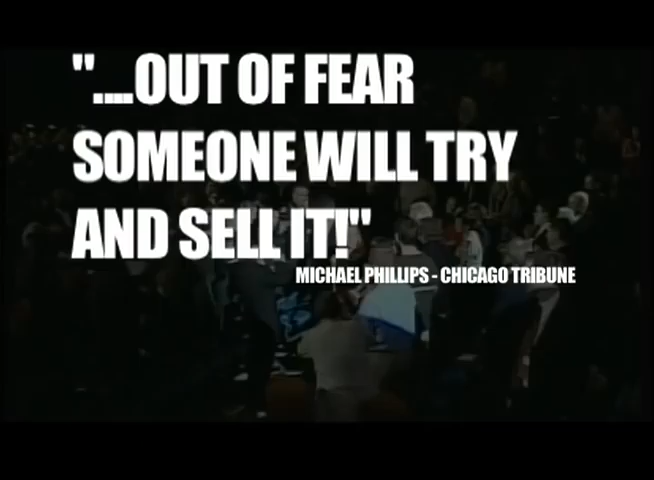 "....OUT OF FEAR
SOMEONE WILL TRY
AND SELL IT!"
MICHAEL PHILLIPS - CHICAGO TRIBUNE